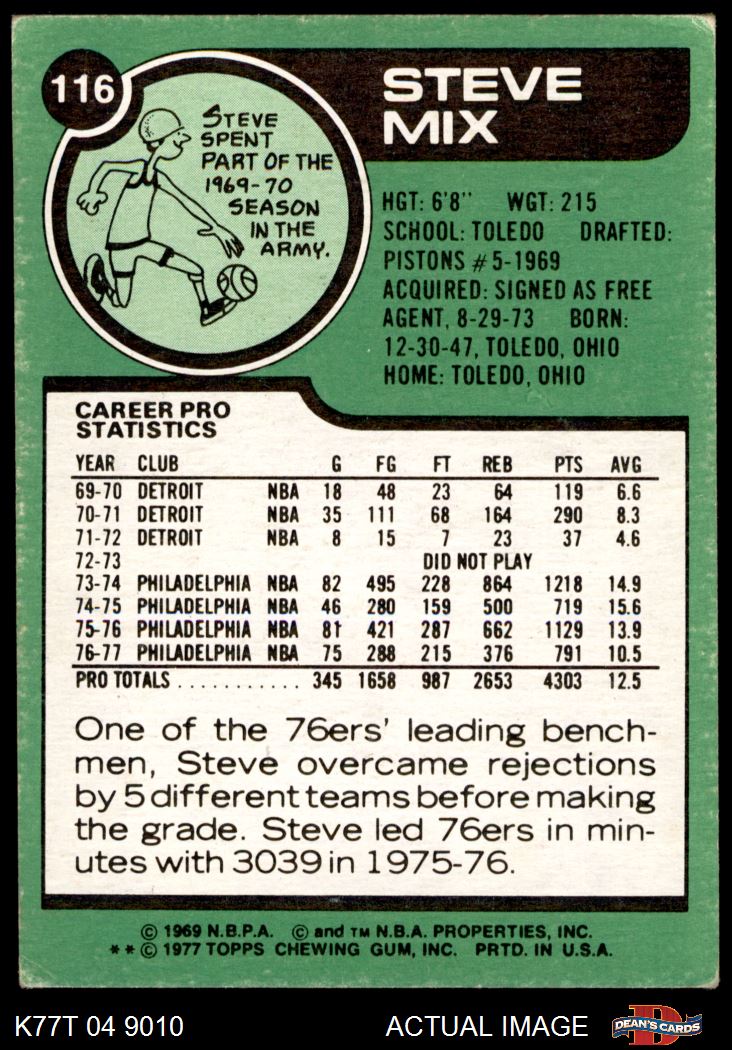 116
STEVE
MIX
STEVE
SPENT
PART OF THE
1969-70
SEASON
IN THE
ARMY.
HGT: 6'8" WGT: 215
SCHOOL: TOLEDO DRAFTED:
PISTONS #5-1969
ACQUIRED: SIGNED AS FREE
AGENT, 8-29-73 BORN:
12-30-47, TOLEDO, OHIO
HOME: TOLEDO, OHIO
CAREER PRO
STATISTICS
YEAR CLUB G FG FT REB PTS AVG
69-70 DETROIT NBA 18 48 23 64 119 6.6
70-71 DETROIT NBA 35 111 68 164 290 8.3
71-72 DETROIT NBA 8 15 7 23 37 4.6
72-73 DID NOT PLAY
73-74 PHILADELPHIA NBA 82 495 228 864 1218 14.9
74-75 PHILADELPHIA NBA 46 280 159 500 719 15.6
75-76 PHILADELPHIA NBA 81 421 287 662 1129 13.9
76-77 PHILADELPHIA NBA 75 288 215 376 791 10.5
PRO TOTALS ........... 345 1658 987 2653 4303 12.5
One of the 76ers' leading bench-
men, Steve overcame rejections
by 5 different teams before making
the grade. Steve led 76ers in min-
utes with 3039 in 1975-76.
© 1969 N.B.P.A. © and TM N.B.A. PROPERTIES, INC.
**© 1977 TOPPS CHEWING GUM, INC. PRTD. IN U.S.A.
K77T 04 9010 ACTUAL IMAGE DEAN'S CARDS